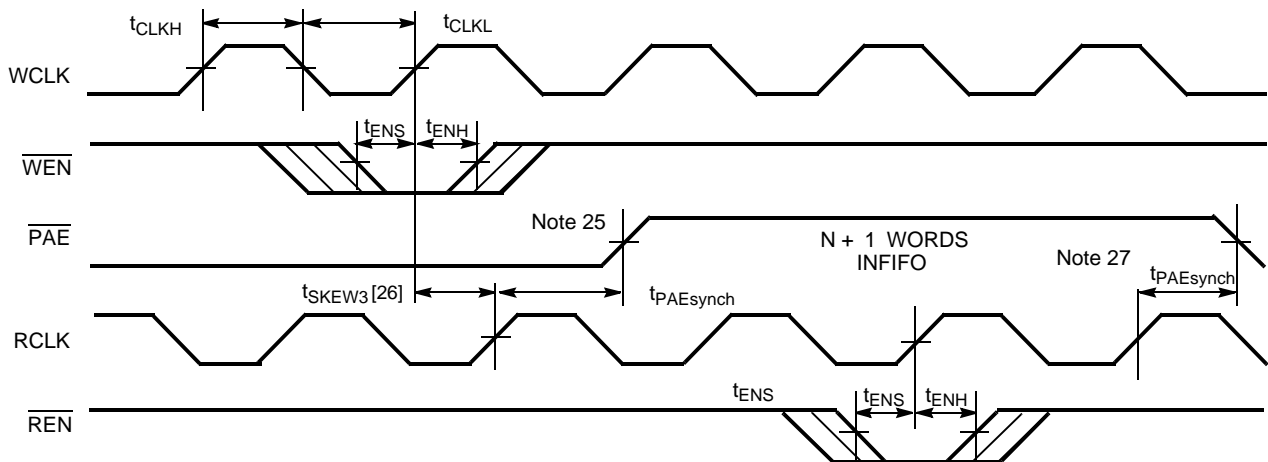 tCLKH
tCLKL
WCLK
tENS
tENH
WEN
Note 25
PAE
N + 1 WORDS
INFIFO
Note 27
tSKEW3 [26]
tPAEsynch
tPAEsynch
RCLK
tENS
tENS
tENH
REN